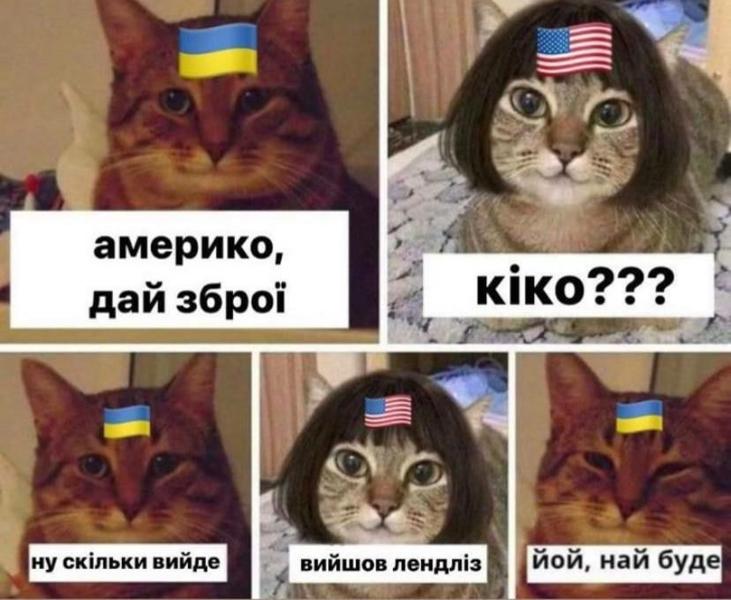 америко,
дай зброї
кіко???
ну скільки вийде
вийшов лендліз
йой, най буде